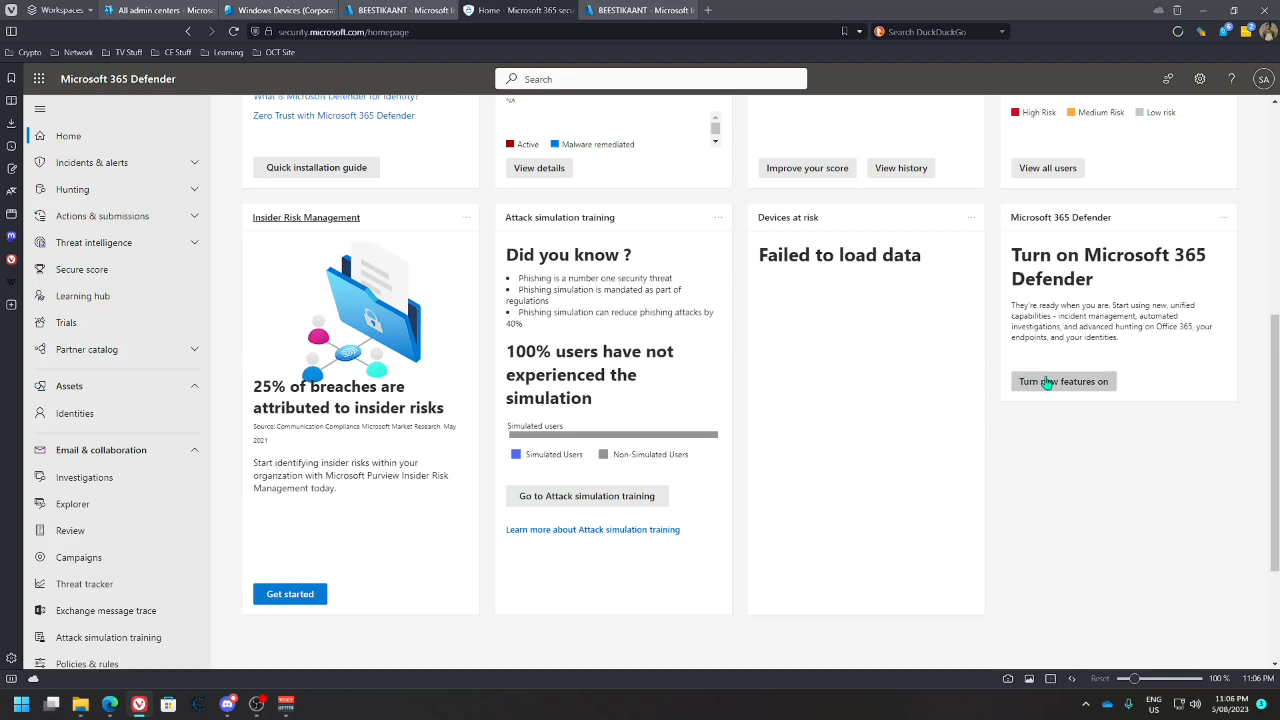 Workspaces
All admin centers - Micros
Windows Devices (Corporat
BEESTIKAANT - Microsoft In
Home - Microsoft 365 secu
BEESTIKAANT - Microsoft In
security.microsoft.com/homepage
Search DuckDuckGo
Crypto
Network
TV Stuff
CE Stuff
Learning
OCT Site
Microsoft 365 Defender
Search
SA
Home
Incidents & alerts
Hunting
Actions & submissions
Threat intelligence
Secure score
Learning hub
Trials
Partner catalog
Assets
Identities
Email & collaboration
Investigations
Explorer
Review
Campaigns
Threat tracker
Exchange message trace
Attack simulation training
Policies & rules
What is Microsoft Defender for Identity?
Zero Trust with Microsoft 365 Defender
Quick installation guide
NA
Active
Malware remediated
View details
Improve your score
View history
High Risk
Medium Risk
Low risk
View all users
Insider Risk Management
25% of breaches are
attributed to insider risks
Source: Communication Compliance Microsoft Market Research, May
2021
Start identifying insider risks within your
organzation with Microsoft Purview Insider Risk
Management today.
Get started
Attack simulation training
Did you know ?
• Phishing is a number one security threat
• Phishing simulation is mandated as part of
regulations
• Phishing simulation can reduce phishing attacks by
40%
100% users have not
experienced the
simulation
Simulated users
Simulated Users
Non-Simulated Users
Go to Attack simulation training
Learn more about Attack simulation training
Devices at risk
Failed to load data
Microsoft 365 Defender
Turn on Microsoft 365
Defender
They're ready when you are. Start using new, unified
capabilities - incident management, automated
investigations, and advanced hunting on Office 365, your
endpoints, and your identities.
Turn new features on
Reset
100 %
11:06 PM
ENG
US
11:06 PM
5/08/2023